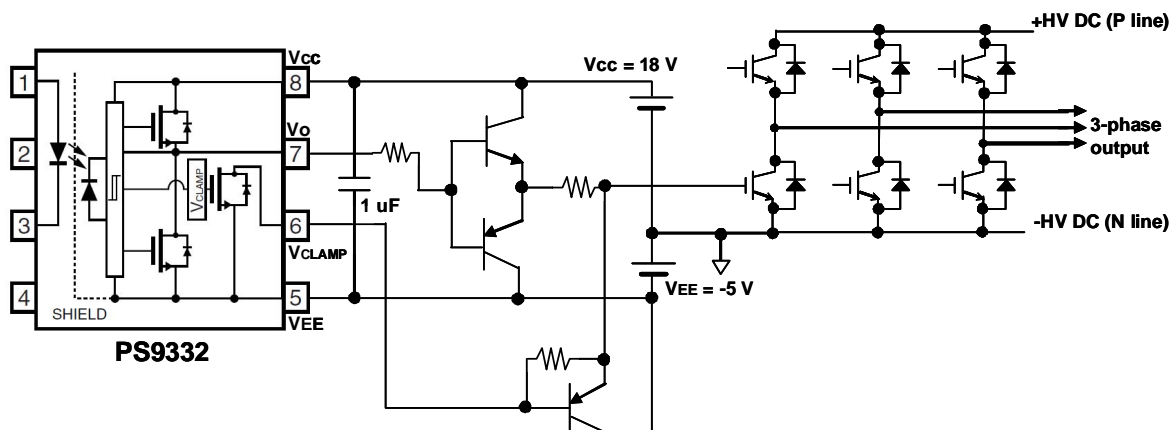 +HV DC (P line)
VCC
VCC = 18 V
1
8
VO
3-phase
output
2
7
VCLAMP
1 uF
3
6
VCLAMP
-HV DC (N line)
4
5
VEE = -5 V
SHIELD
VEE
PS9332